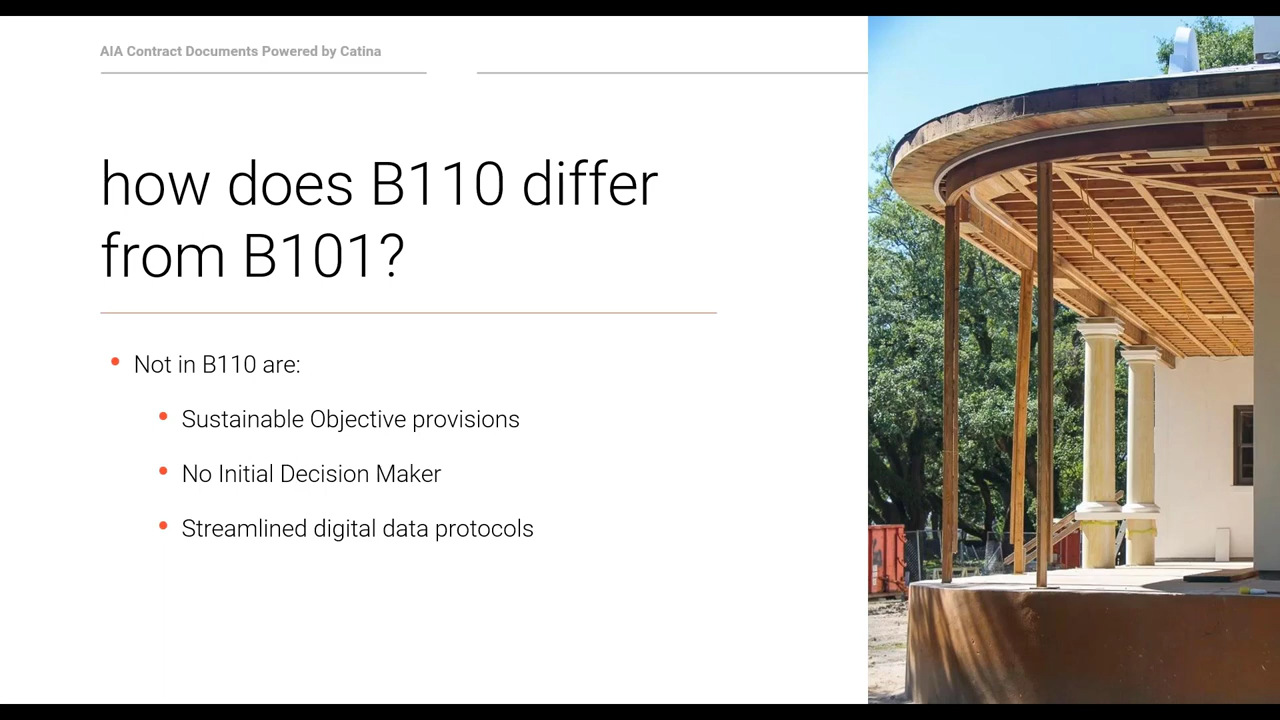 AIA Contract Documents Powered by Catina
how does B110 differ
from B101?
• Not in B110 are:
• Sustainable Objective provisions
• No Initial Decision Maker
• Streamlined digital data protocols